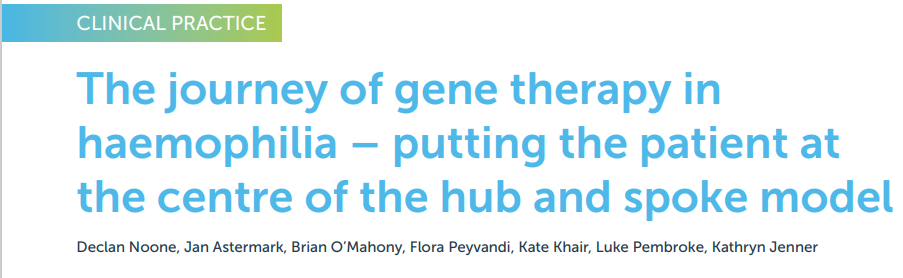 CLINICAL PRACTICE
The journey of gene therapy in
haemophilia – putting the patient at
the centre of the hub and spoke model
Declan Noone, Jan Astermark, Brian O’Mahony, Flora Peyvandi, Kate Khair, Luke Pembroke, Kathryn Jenner